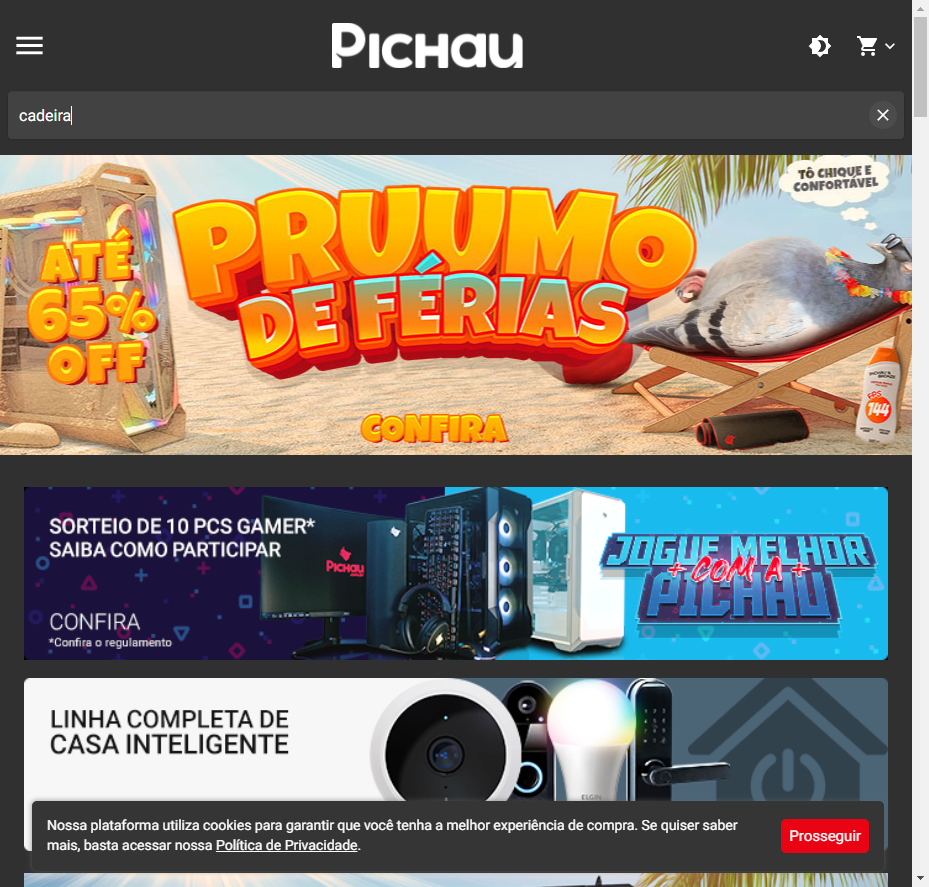 PICHAU
cadeira
ATÉ
65%
OFF
PRUUMO
DE FÉRIAS
CONFIRA
TÔ CHIQUE E
CONFORTÁVEL
144
SORTEIO DE 10 PCS GAMER*
SAIBA COMO PARTICIPAR
CONFIRA
*Confira o regulamento
PICHAU
JOGUE MELHOR
COM A
PICHAU
LINHA COMPLETA DE
CASA INTELIGENTE
ELGIN
Nossa plataforma utiliza cookies para garantir que você tenha a melhor experiência de compra. Se quiser saber
mais, basta acessar nossa Política de Privacidade.
Prosseguir